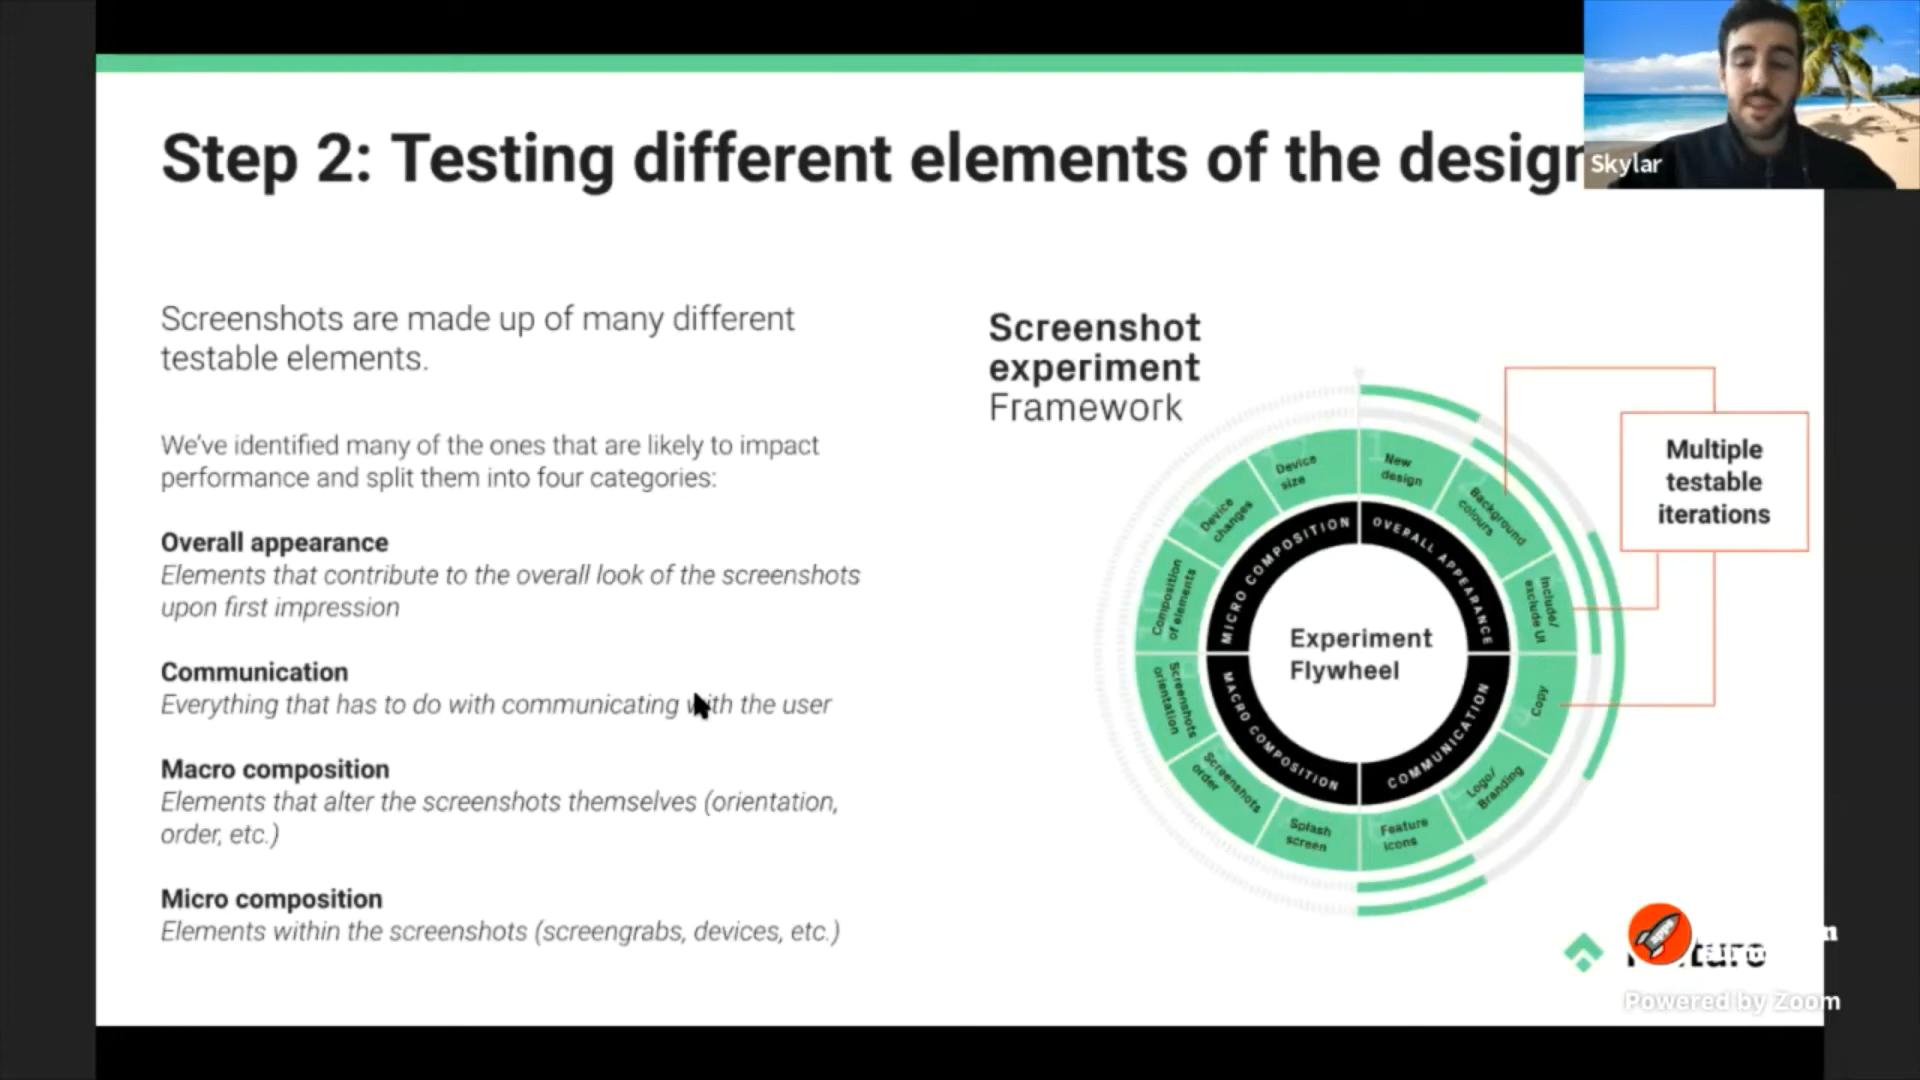 Step 2: Testing different elements of the design
Skylar
Screenshots are made up of many different
testable elements.
We've identified many of the ones that are likely to impact
performance and split them into four categories:
Overall appearance
Elements that contribute to the overall look of the screenshots
upon first impression
Communication
Everything that has to do with communicating with the user
Macro composition
Elements that alter the screenshots themselves (orientation,
order, etc.)
Micro composition
Elements within the screenshots (screengrabs, devices, etc.)
Screenshot
experiment
Framework
Multiple
testable
iterations
New
design
Background
colours
Include/
exclude UI
Copy
Logo/
Branding
Feature
icons
Splash
screen
Screenshots
order
Screenshots
orientation
Composition
of elements
Device
changes
Device
size
OVERALL APPEARANCE
COMMUNICATION
MACRO COMPOSITION
MICRO COMPOSITION
Experiment
Flywheel
Powered by Zoom